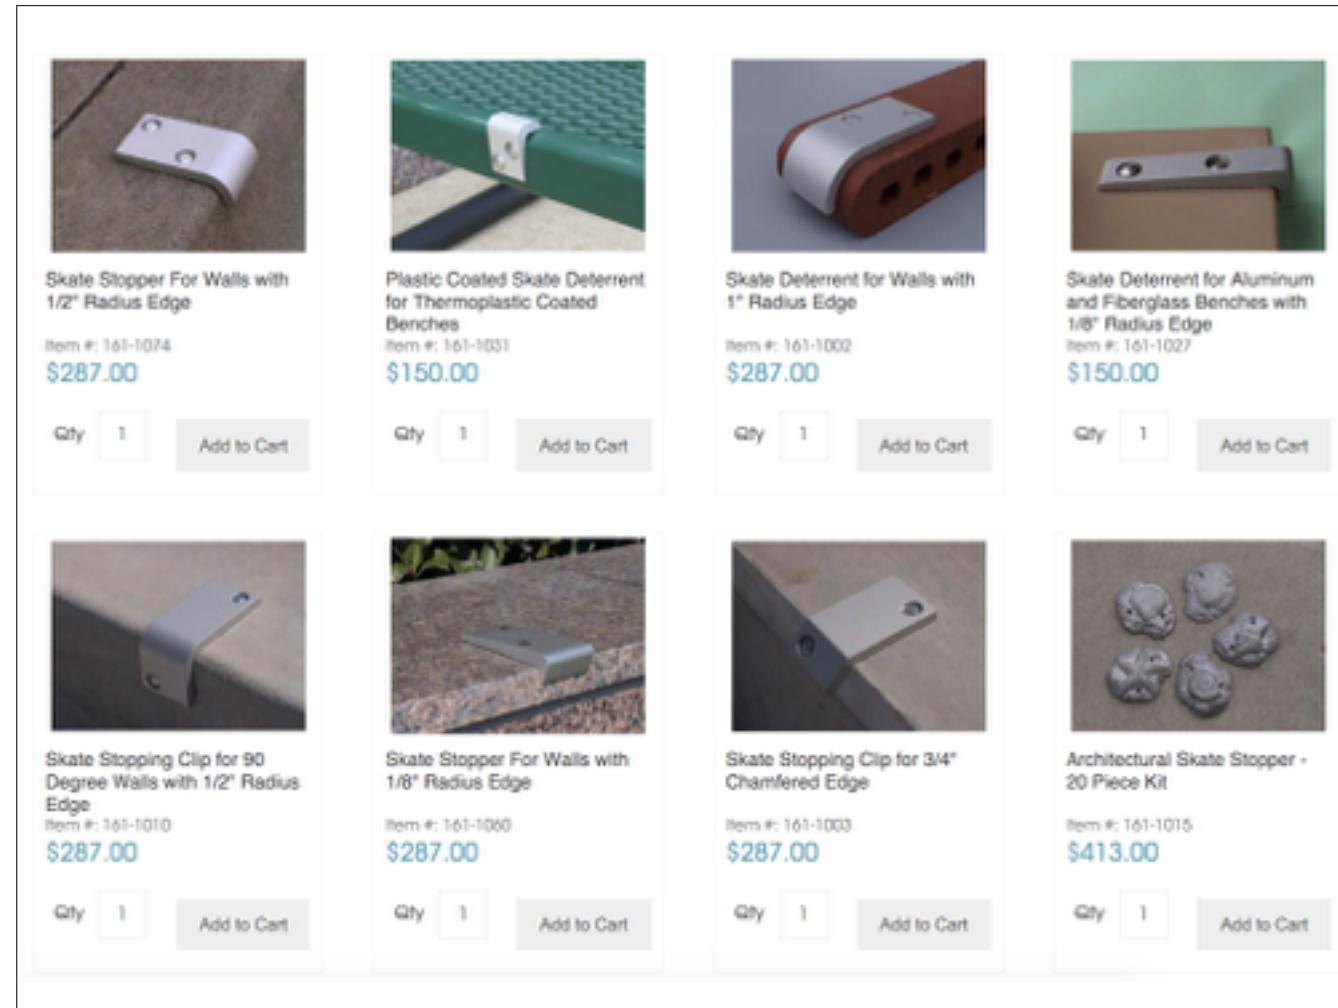 Skate Stopper For Walls with
1/2" Radius Edge
Item #: 161-1074
$287.00
Qty 1 Add to Cart
Plastic Coated Skate Deterrent
for Thermoplastic Coated
Benches
Item #: 161-1031
$150.00
Qty 1 Add to Cart
Skate Deterrent for Walls with
1" Radius Edge
Item #: 161-1002
$287.00
Qty 1 Add to Cart
Skate Deterrent for Aluminum
and Fiberglass Benches with
1/8" Radius Edge
Item #: 161-1027
$150.00
Qty 1 Add to Cart
Skate Stopping Clip for 90
Degree Walls with 1/2" Radius
Edge
Item #: 161-1010
$287.00
Qty 1 Add to Cart
Skate Stopper For Walls with
1/8" Radius Edge
Item #: 161-1060
$287.00
Qty 1 Add to Cart
Skate Stopping Clip for 3/4"
Chamfered Edge
Item #: 161-1003
$287.00
Qty 1 Add to Cart
Architectural Skate Stopper -
20 Piece Kit
Item #: 161-1015
$413.00
Qty 1 Add to Cart